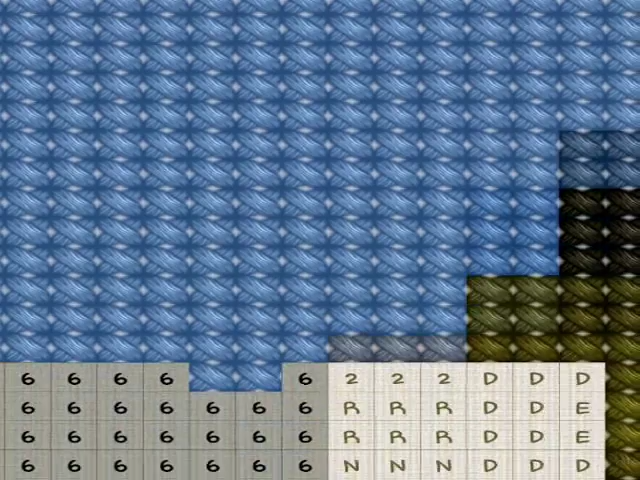 6 6 6 6 6 2 2 2 D D D
6 6 6 6 6 6 6 R R R D D E
6 6 6 6 6 6 6 R R R D D E
6 6 6 6 6 6 6 N N N D D D